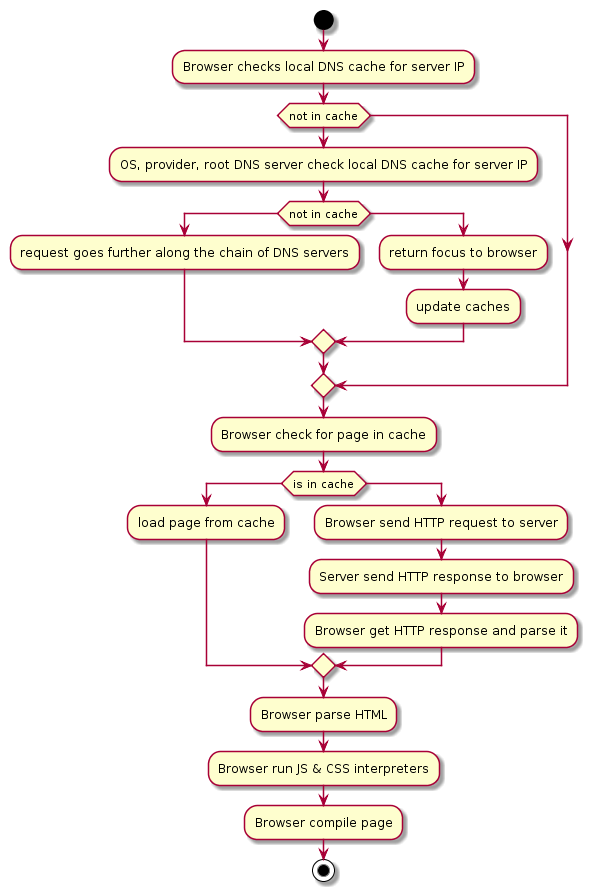 Browser checks local DNS cache for server IP
not in cache
OS, provider, root DNS server check local DNS cache for server IP
not in cache
request goes further along the chain of DNS servers
return focus to browser
update caches
Browser check for page in cache
is in cache
load page from cache
Browser send HTTP request to server
Server send HTTP response to browser
Browser get HTTP response and parse it
Browser parse HTML
Browser run JS & CSS interpreters
Browser compile page